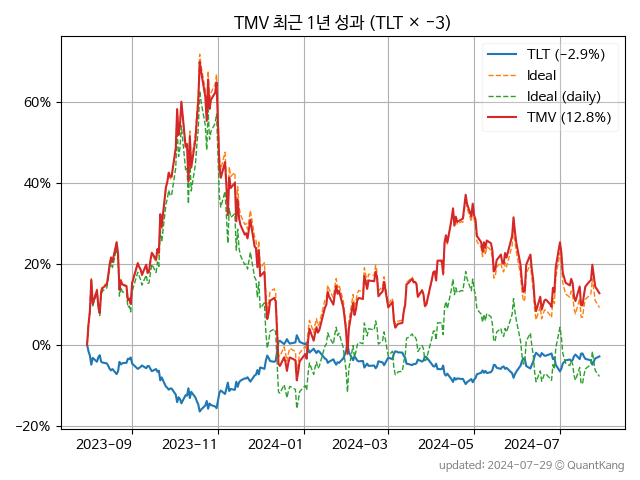 TMV 최근 1년 성과 (TLT × −3)
TLT (−2.9%)
Ideal
Ideal (daily)
TMV (12.8%)
60%
40%
20%
0%
−20%
2023−09
2023−11
2024−01
2024−03
2024−05
2024−07
updated: 2024-07-29 © QuantKang